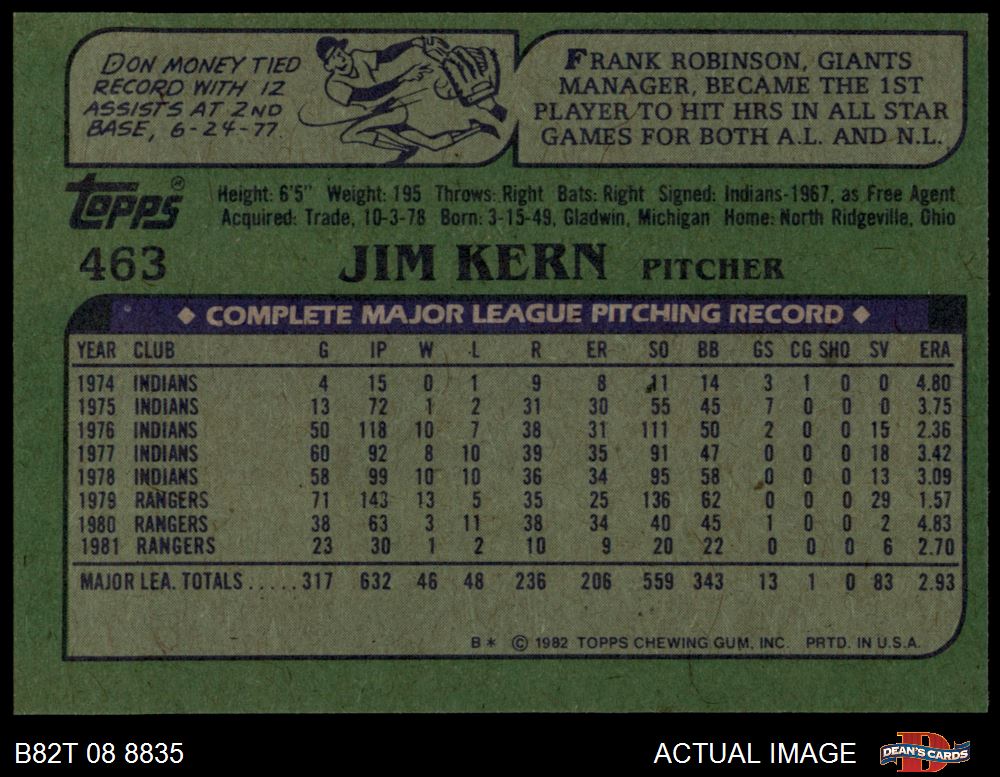 DON MONEY TIED
RECORD WITH 12
ASSISTS AT 2ND
BASE, 6-24-77.
FRANK ROBINSON, GIANTS
MANAGER, BECAME THE 1ST
PLAYER TO HIT HRS IN ALL STAR
GAMES FOR BOTH A.L. AND N.L.
Topps®
Height: 6'5" Weight: 195 Throws: Right Bats: Right Signed: Indians-1967, as Free Agent
Acquired: Trade, 10-3-78 Born: 3-15-49, Gladwin, Michigan Home: North Ridgeville, Ohio
463 JIM KERN PITCHER
◆ COMPLETE MAJOR LEAGUE PITCHING RECORD ◆
YEAR CLUB G IP W L R ER SO BB GS CG SHO SV ERA
1974 INDIANS 4 15 0 1 9 8 11 14 3 1 0 0 4.80
1975 INDIANS 13 72 1 2 31 30 55 45 7 0 0 0 3.75
1976 INDIANS 50 118 10 7 38 31 111 50 2 0 0 15 2.36
1977 INDIANS 60 92 8 10 39 35 91 47 0 0 0 18 3.42
1978 INDIANS 58 99 10 10 36 34 95 58 0 0 0 13 3.09
1979 RANGERS 71 143 13 5 35 25 136 62 0 0 0 29 1.57
1980 RANGERS 38 63 3 11 38 34 40 45 1 0 0 2 4.83
1981 RANGERS 23 30 1 2 10 9 20 22 0 0 0 6 2.70
MAJOR LEA. TOTALS ..... 317 632 46 48 236 206 559 343 13 1 0 83 2.93
B* © 1982 TOPPS CHEWING GUM, INC. PRTD. IN U.S.A.
B82T 08 8835
ACTUAL IMAGE
DEAN'S CARDS